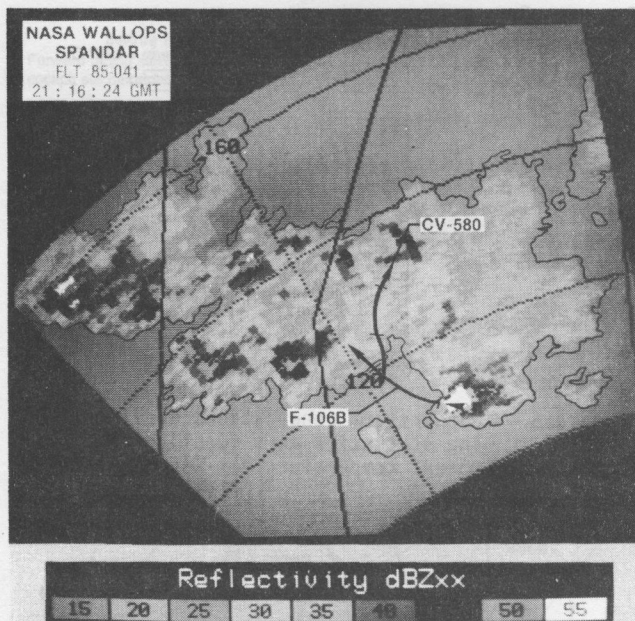 NASA WALLOPS
SPANDAR
FLT 85-041
21 : 16 : 24 GMT
160
CV-580
120
F-106B
Reflectivity dBZxx
15 20 25 30 35 40 50 55